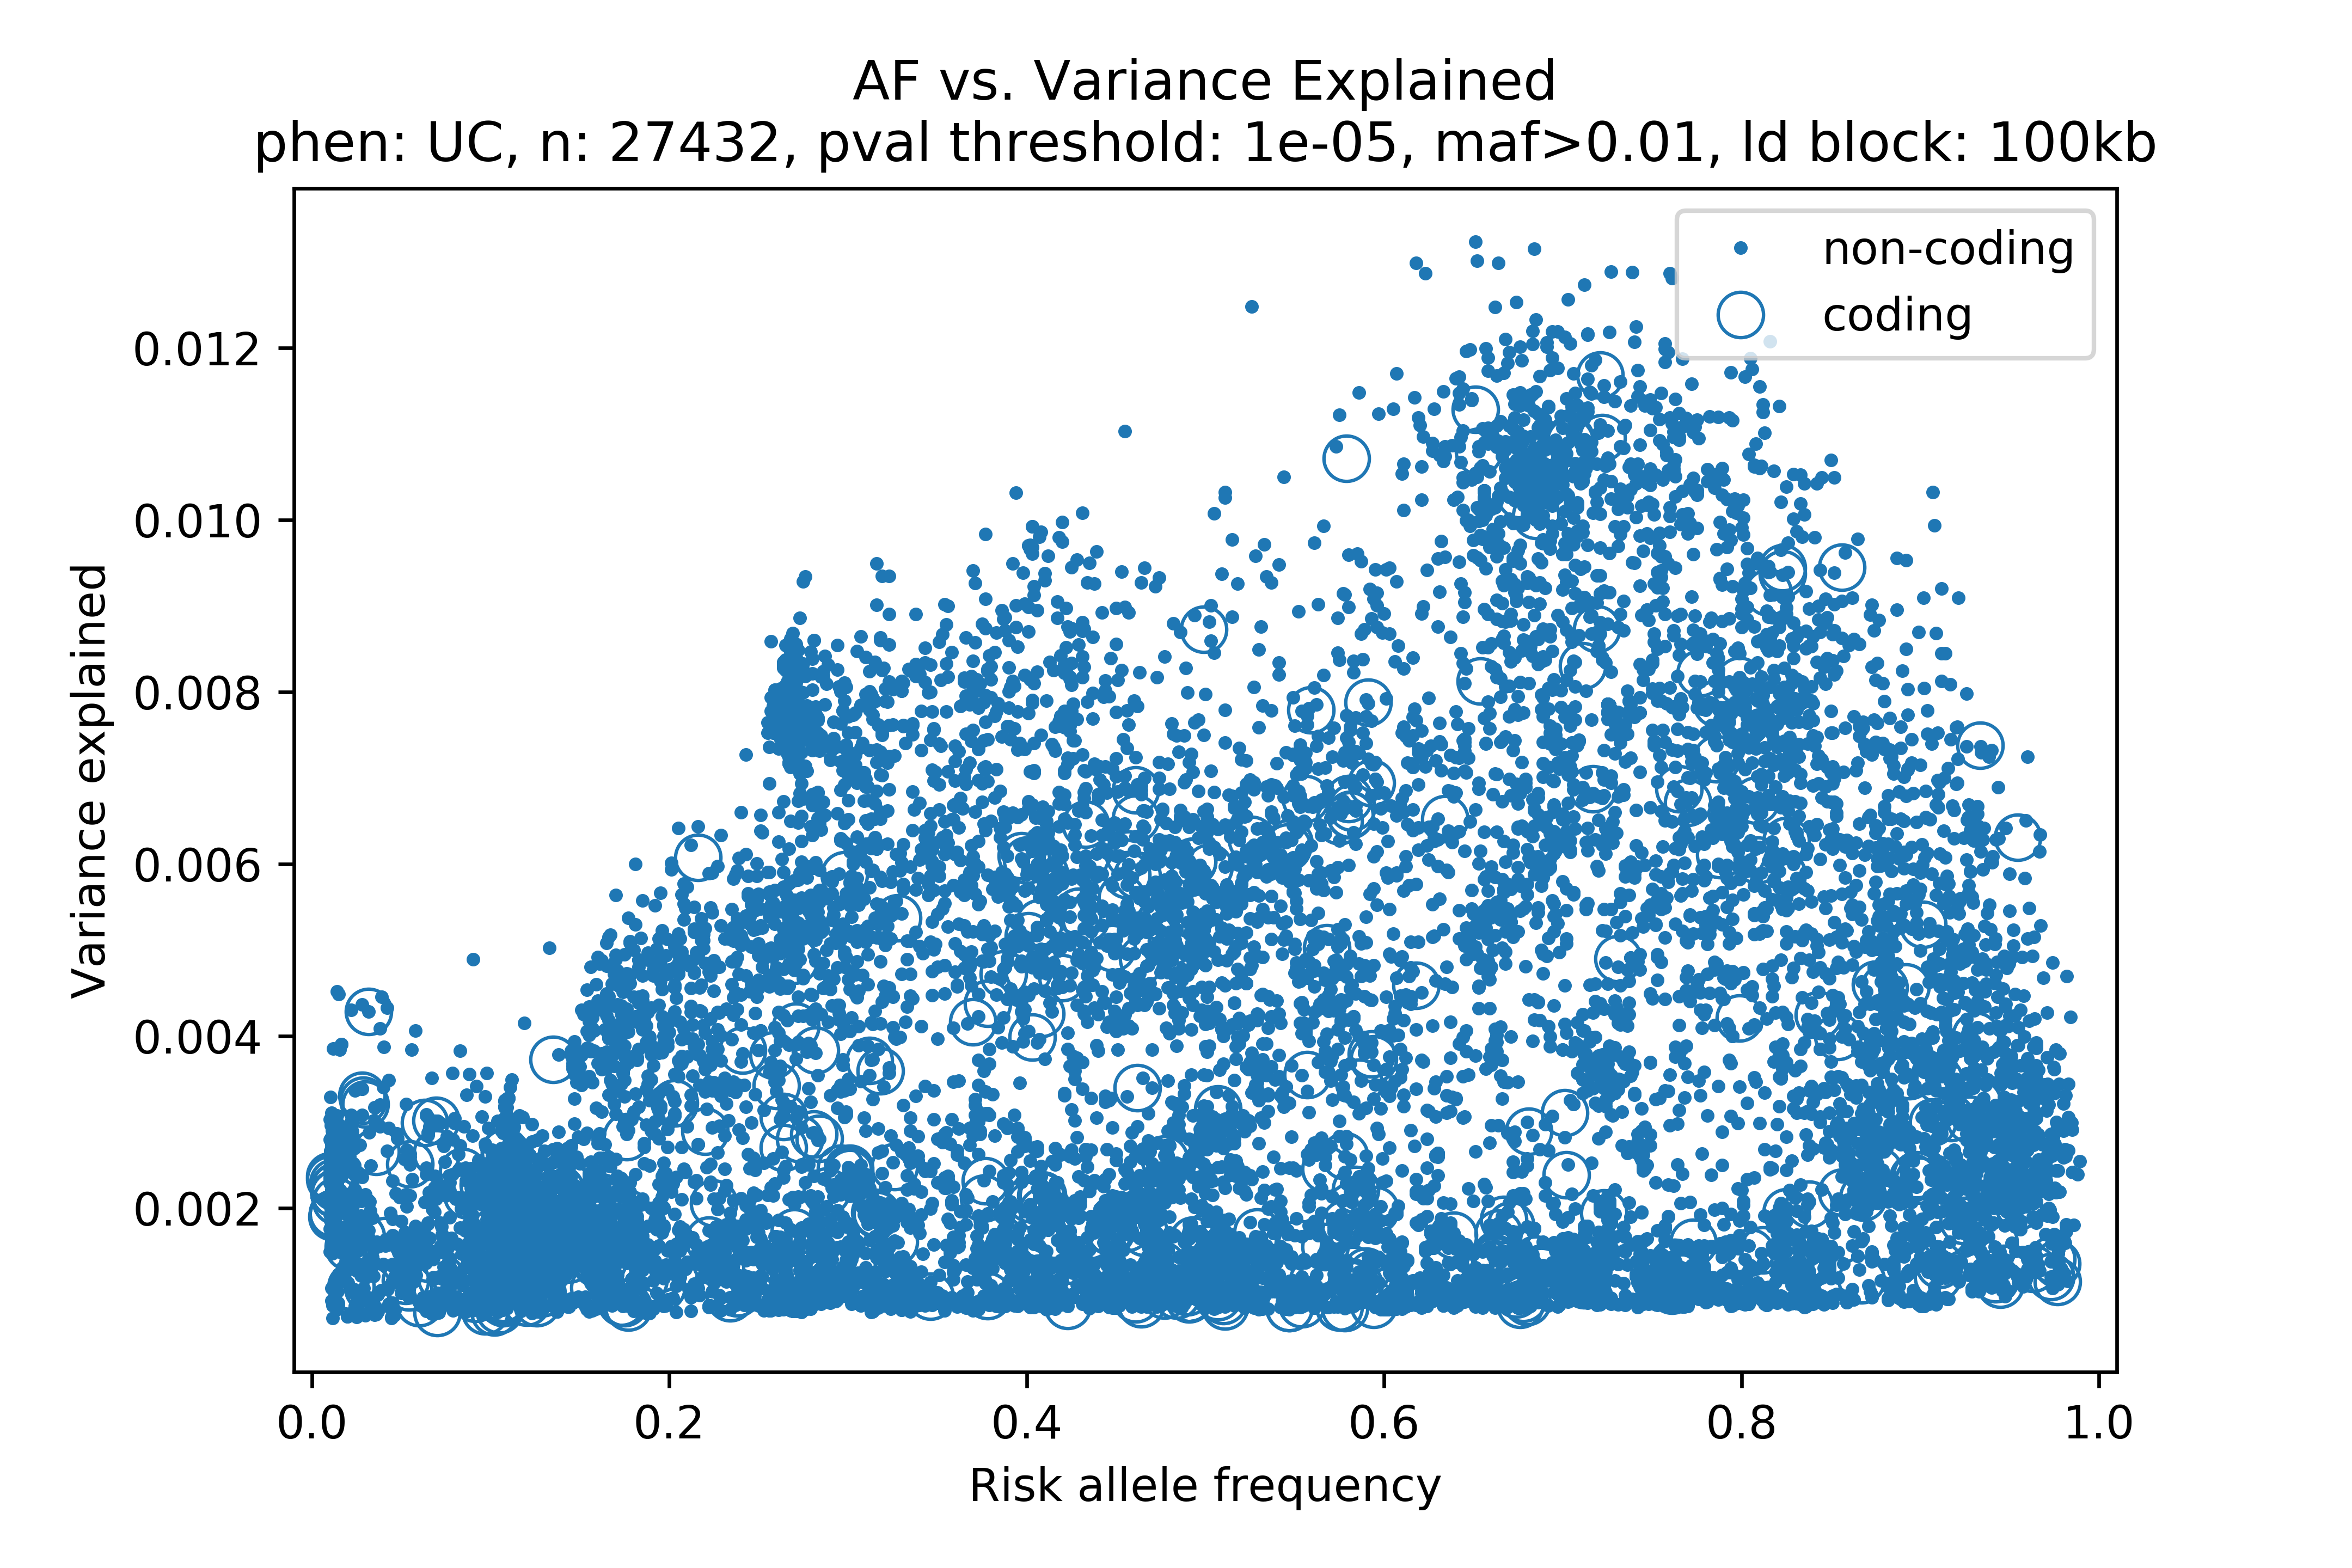 AF vs. Variance Explained
phen: UC, n: 27432, pval threshold: 1e-05, maf>0.01, ld block: 100kb
non-coding
coding
0.012
0.010
0.008
0.006
0.004
0.002
Variance explained
0.0 0.2 0.4 0.6 0.8 1.0
Risk allele frequency